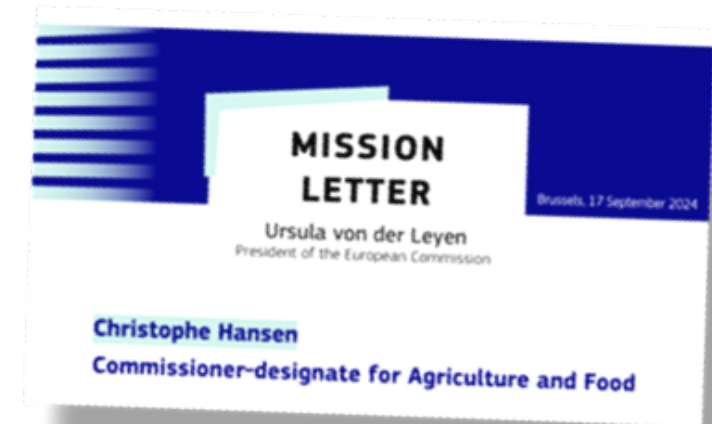 MISSION
LETTER
Brussels, 17 September 2024
Ursula von der Leyen
President of the European Commission
Christophe Hansen
Commissioner-designate for Agriculture and Food